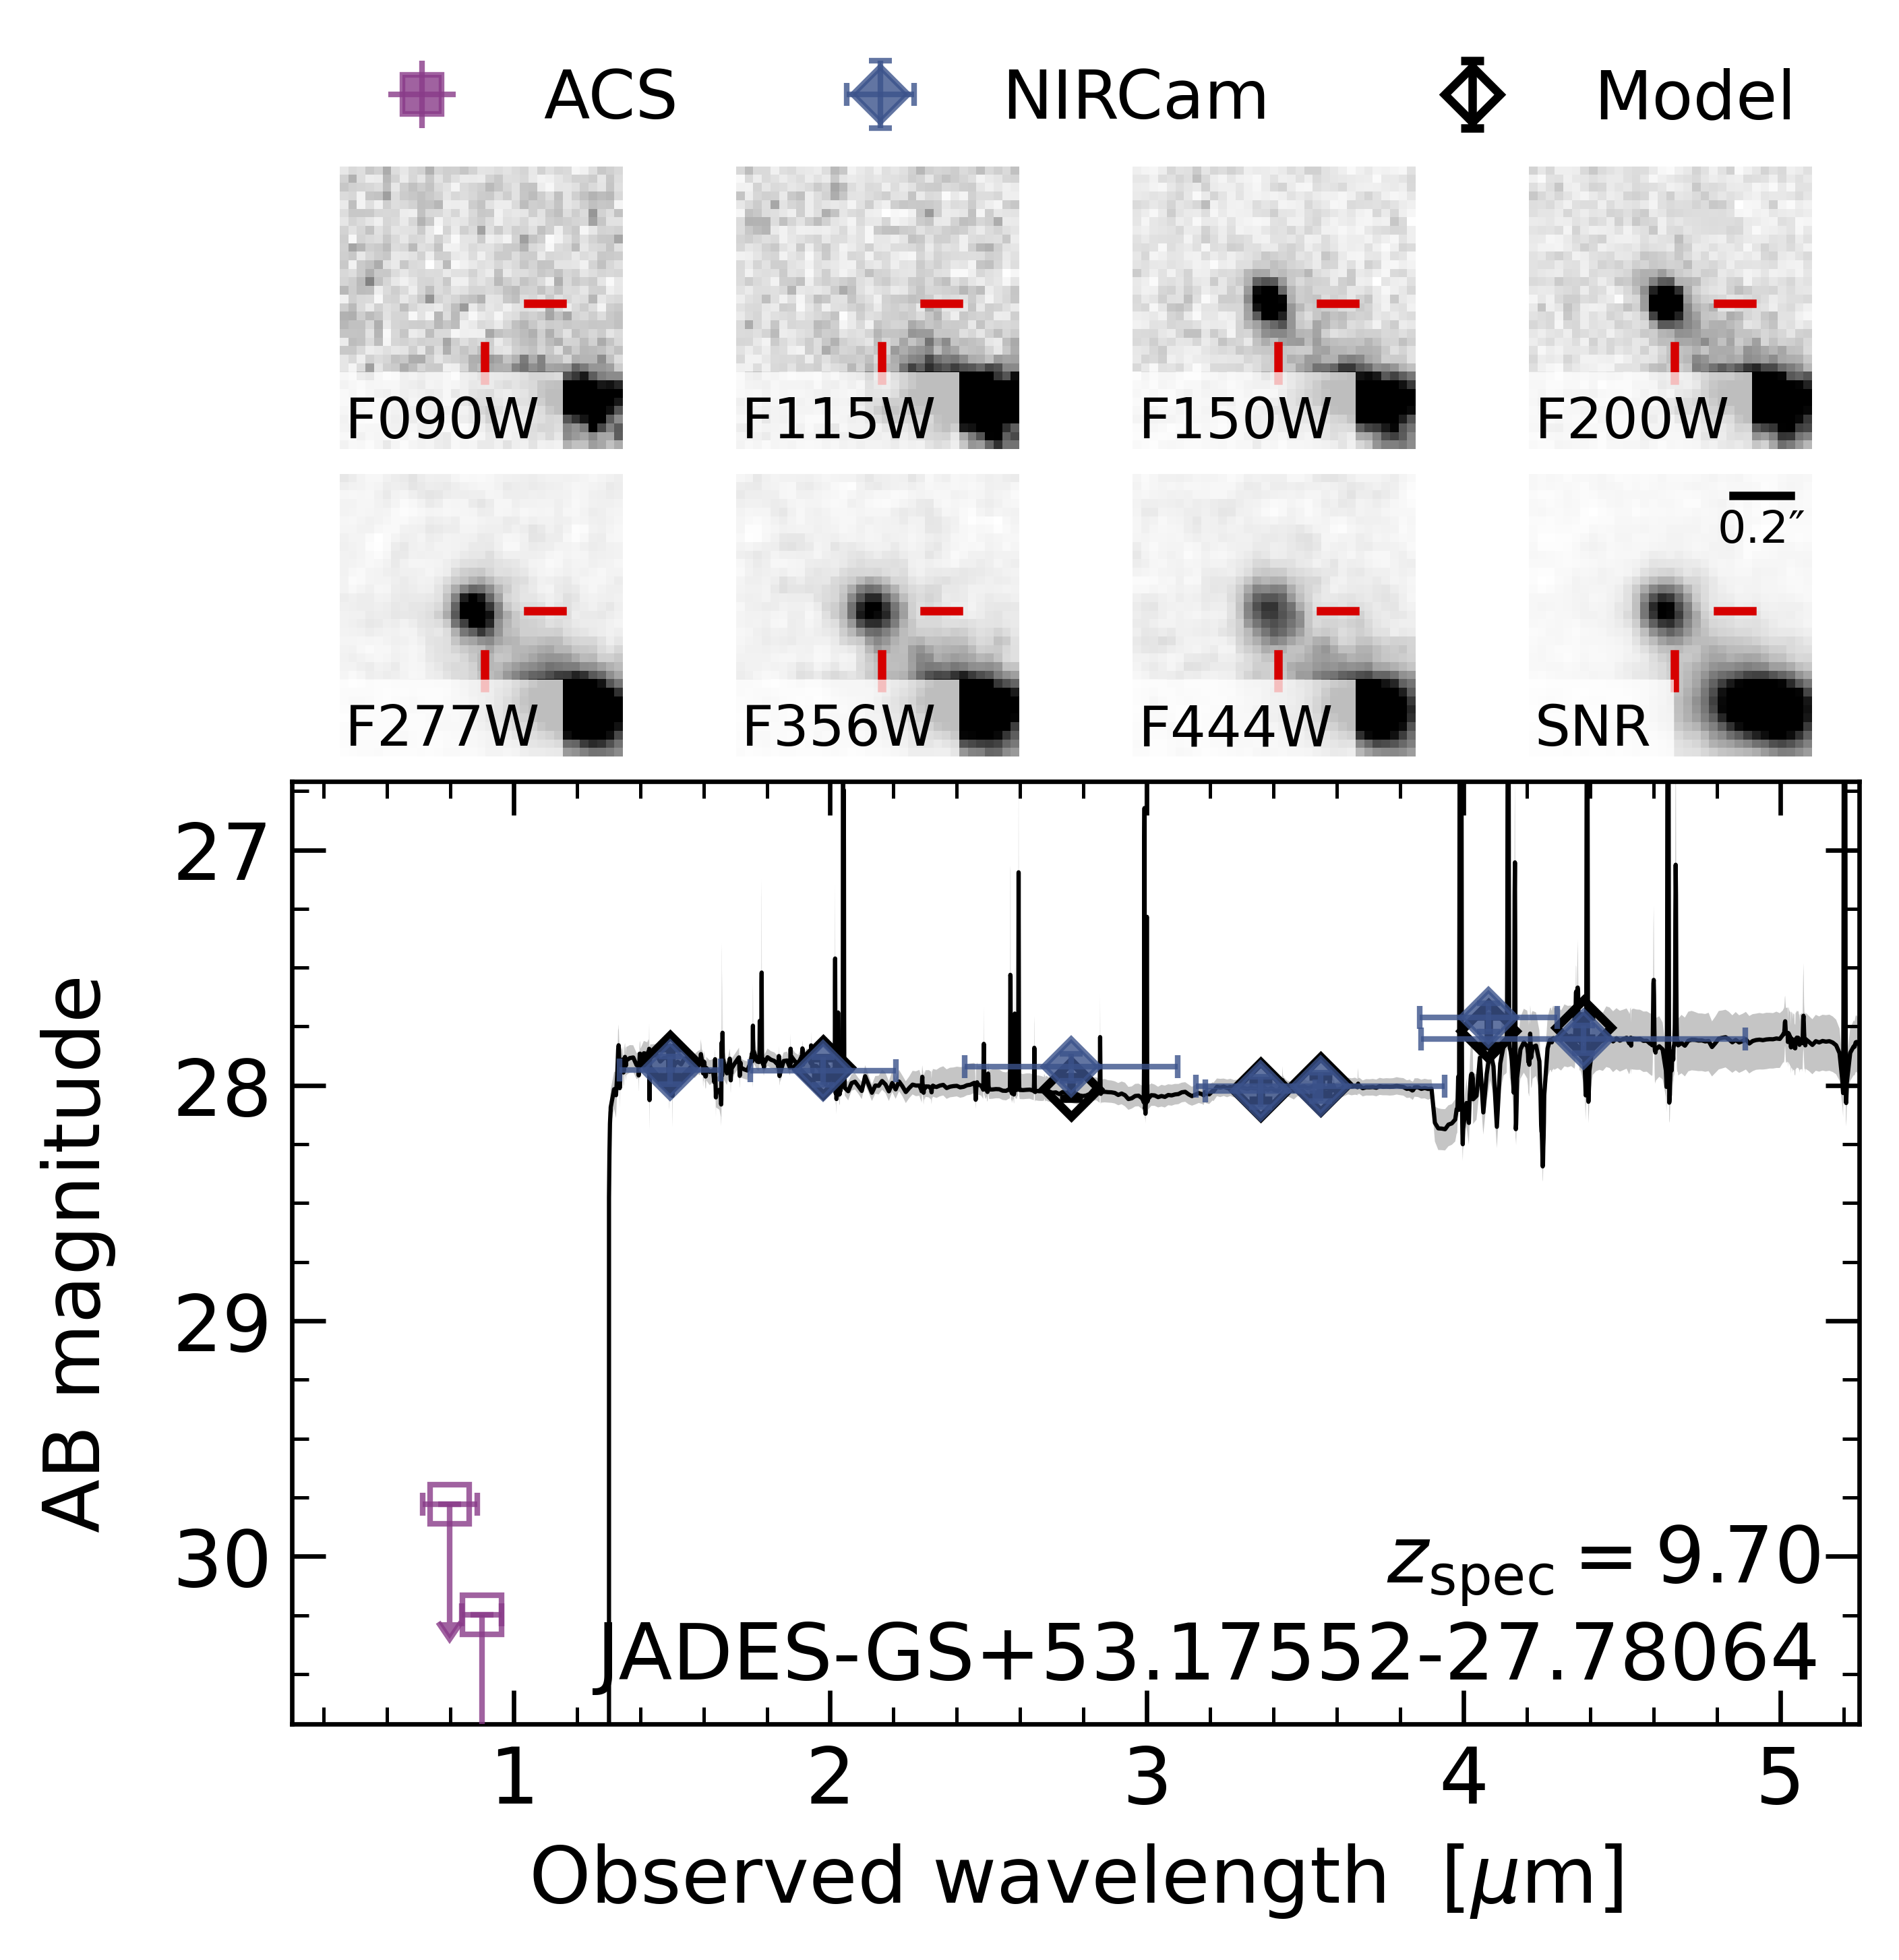 ACS NIRCam Model
F090W F115W F150W F200W
0.2″
F277W F356W F444W SNR
27
28
29
30
AB magnitude
z_spec = 9.70
JADES-GS+53.17552-27.78064
1 2 3 4 5
Observed wavelength [μm]